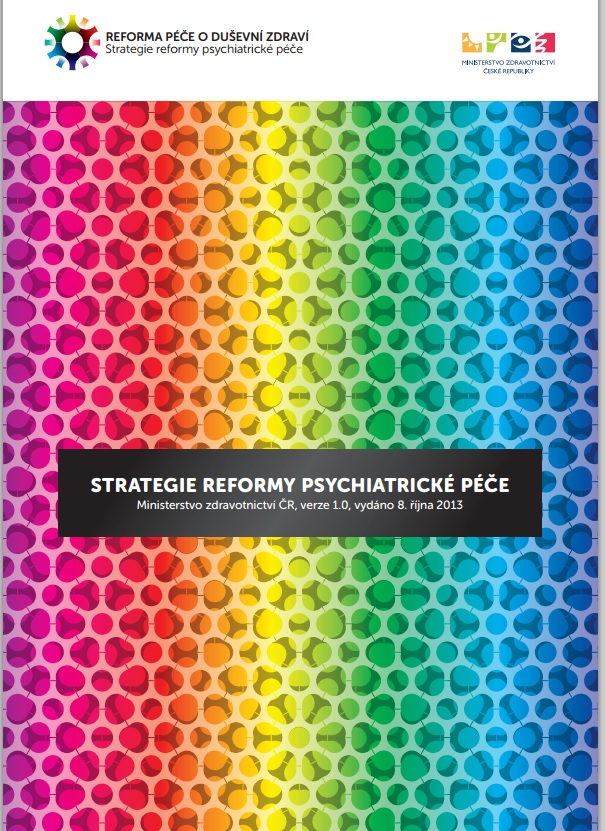 REFORMA PÉČE O DUŠEVNÍ ZDRAVÍ
Strategie reformy psychiatrické péče
MINISTERSTVO ZDRAVOTNICTVÍ
ČESKÉ REPUBLIKY
STRATEGIE REFORMY PSYCHIATRICKÉ PÉČE
Ministerstvo zdravotnictví ČR, verze 1.0, vydáno 8. října 2013